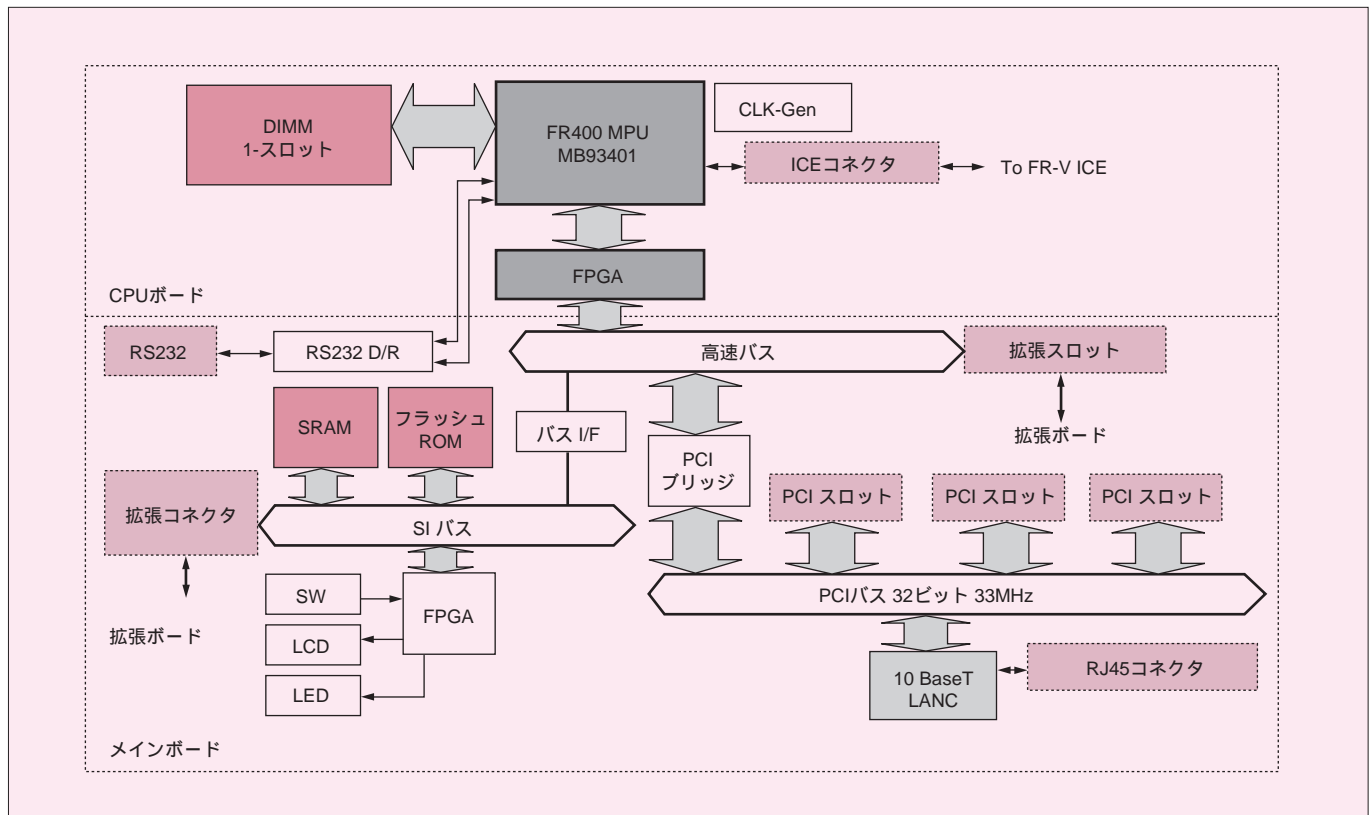 DIMM
1-スロット
FR400 MPU
MB93401
CLK-Gen
ICEコネクタ
To FR-V ICE
FPGA
CPUボード
RS232
RS232 D/R
高速バス
拡張スロット
拡張ボード
SRAM
フラッシュ
ROM
バス I/F
PCI
ブリッジ
PCI スロット
PCI スロット
PCI スロット
拡張コネクタ
SI バス
拡張ボード
SW
LCD
LED
FPGA
PCIバス 32ビット 33MHz
10 BaseT
LANC
RJ45コネクタ
メインボード